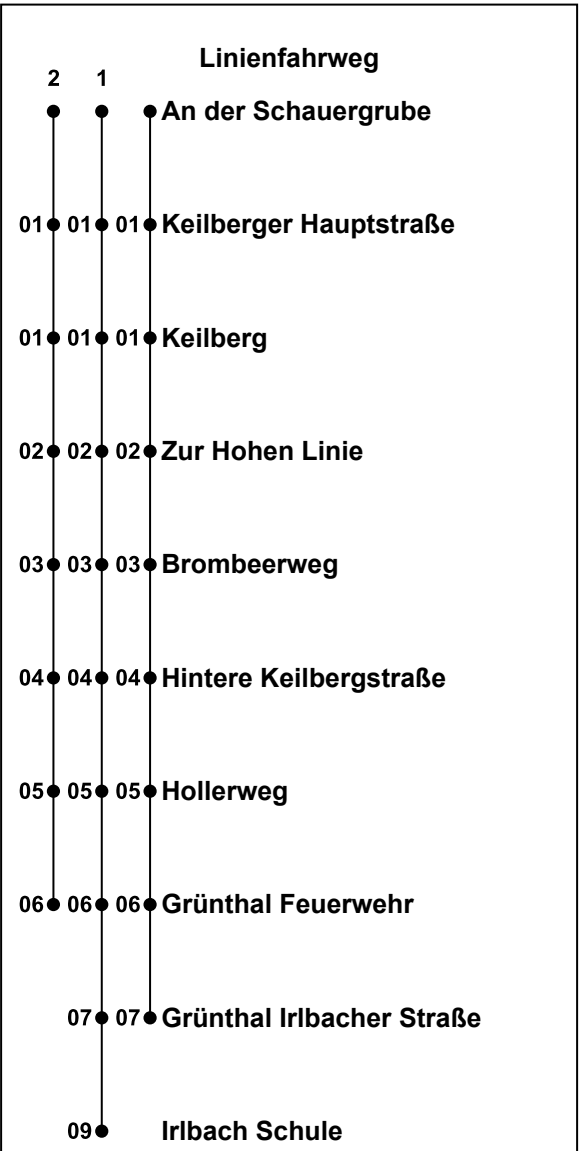 Linienfahrweg
2 1
An der Schauergrube
01 01 01 Keilberger Hauptstraße
01 01 01 Keilberg
02 02 02 Zur Hohen Linie
03 03 03 Brombeerweg
04 04 04 Hintere Keilbergstraße
05 05 05 Hollerweg
06 06 06 Grünthal Feuerwehr
07 07 Grünthal Irlbacher Straße
09 Irlbach Schule